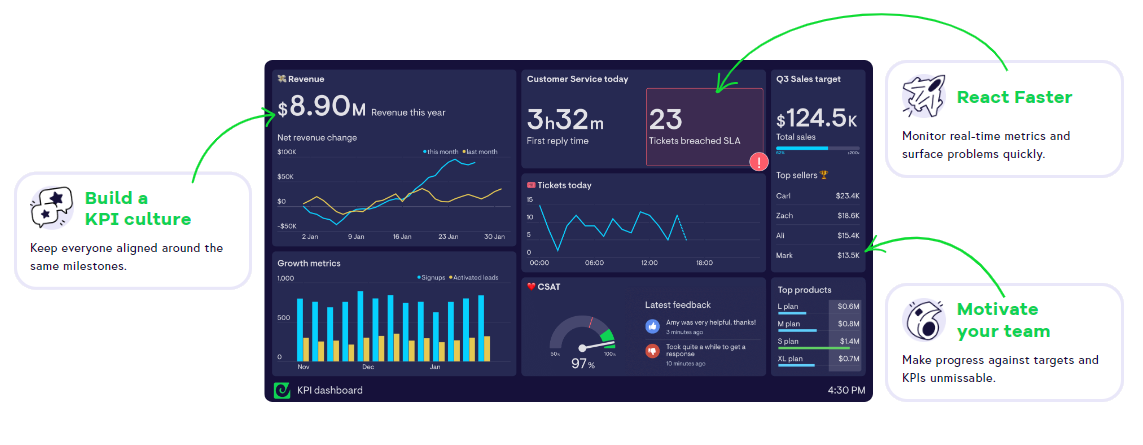 Build a
KPI culture
Keep everyone aligned around the
same milestones.
Revenue
$8.90M Revenue this year
Net revenue change
this month last month
$100K
$50K
$0
-$50K
2 Jan 9 Jan 16 Jan 23 Jan 30 Jan
Growth metrics
Signups Activated leads
1,000
500
0
Nov Dec Jan
Customer Service today
3h32m
First reply time
23
Tickets breached SLA
!
Tickets today
15
10
5
0
00:00 06:00 12:00 18:00
CSAT
50% 100%
97%
Latest feedback
Amy was very helpful, thanks!
3 minutes ago
Took quite a while to get a
response
10 minutes ago
Q3 Sales target
$124.5K
Total sales
62% $200k
Top sellers
Carl $23.4K
Zach $18.6K
Ali $15.4K
Mark $13.5K
Top products
L plan $0.6M
M plan $0.8M
S plan $1.4M
XL plan $0.7M
KPI dashboard 4:30 PM
React Faster
Monitor real-time metrics and
surface problems quickly.
Motivate
your team
Make progress against targets and
KPIs unmissable.